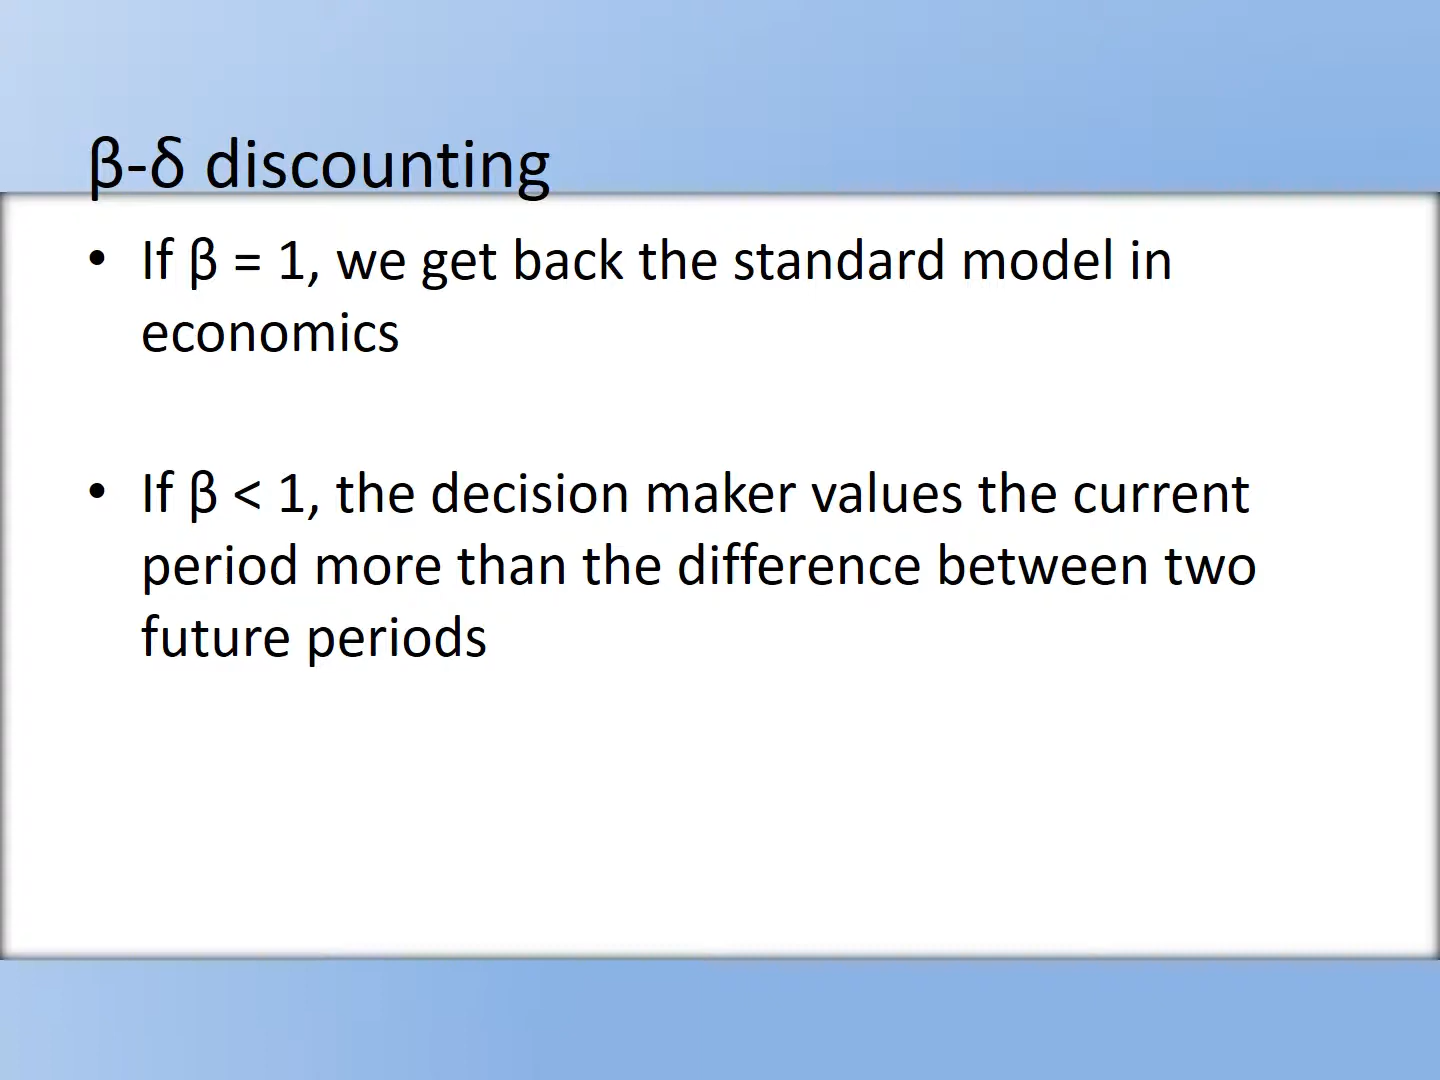 β-δ discounting
• If β = 1, we get back the standard model in
economics
• If β < 1, the decision maker values the current
period more than the difference between two
future periods